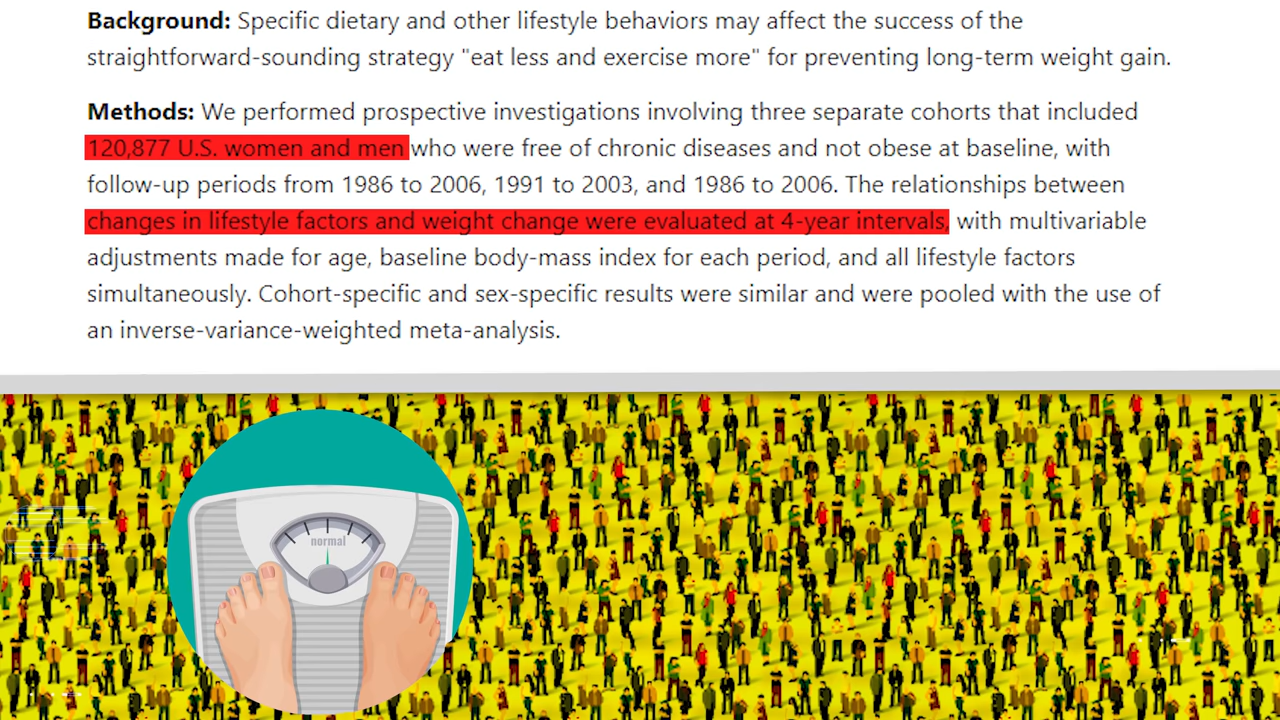 Background: Specific dietary and other lifestyle behaviors may affect the success of the
straightforward-sounding strategy "eat less and exercise more" for preventing long-term weight gain.
Methods: We performed prospective investigations involving three separate cohorts that included
120,877 U.S. women and men who were free of chronic diseases and not obese at baseline, with
follow-up periods from 1986 to 2006, 1991 to 2003, and 1986 to 2006. The relationships between
changes in lifestyle factors and weight change were evaluated at 4-year intervals, with multivariable
adjustments made for age, baseline body-mass index for each period, and all lifestyle factors
simultaneously. Cohort-specific and sex-specific results were similar and were pooled with the use of
an inverse-variance-weighted meta-analysis.
normal